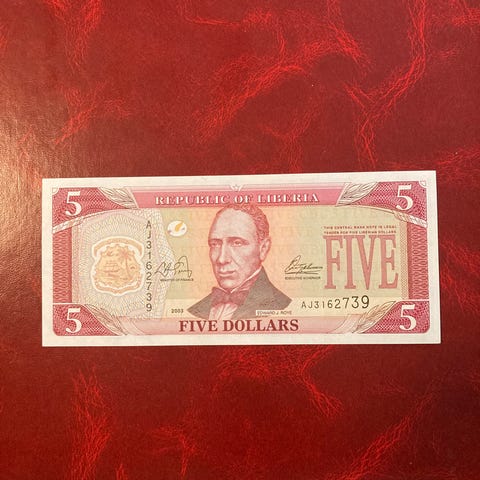 5 REPUBLIC OF LIBERIA 5
AJ3162739
THIS CENTRAL BANK NOTE IS LEGAL
TENDER FOR FIVE LIBERIAN DOLLARS
FIVE
MINISTER OF FINANCE
EXECUTIVE GOVERNOR
AJ3162739
2003
EDWARD J. ROYE
5 FIVE DOLLARS 5